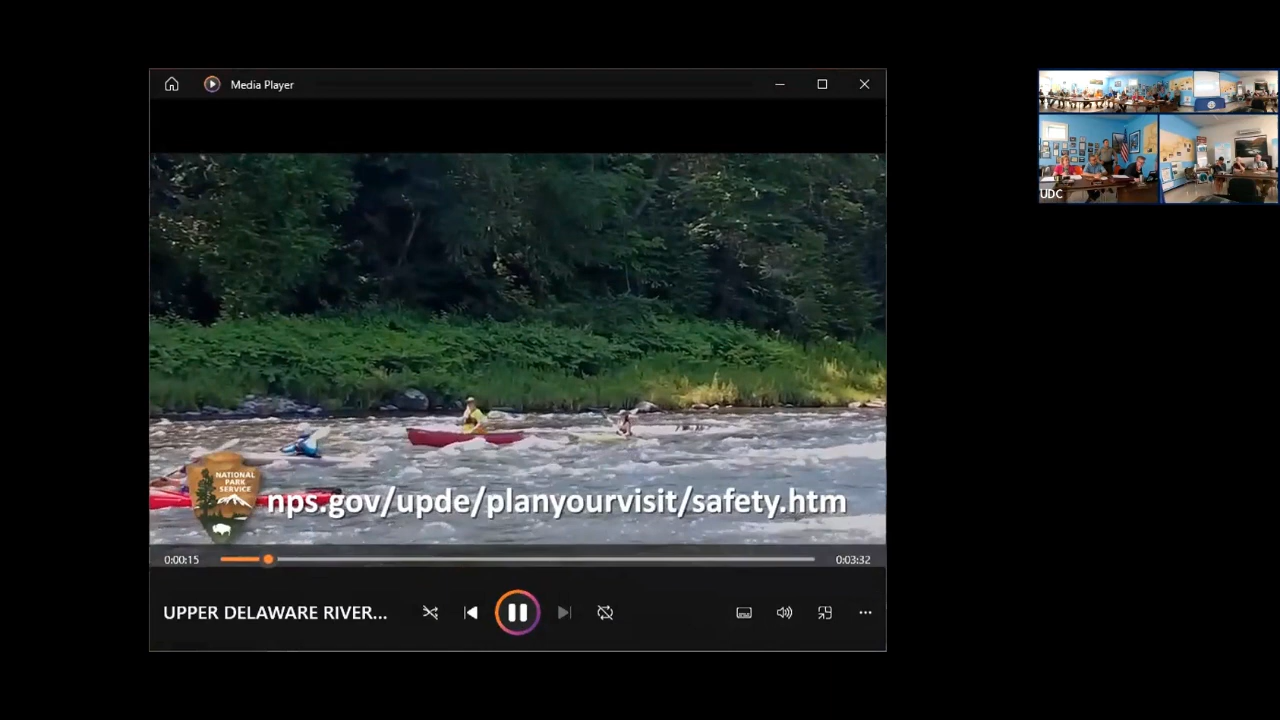 Media Player
NATIONAL
PARK
SERVICE
nps.gov/upde/planyourvisit/safety.htm
0:00:15
0:03:32
UPPER DELAWARE RIVER...
UDC